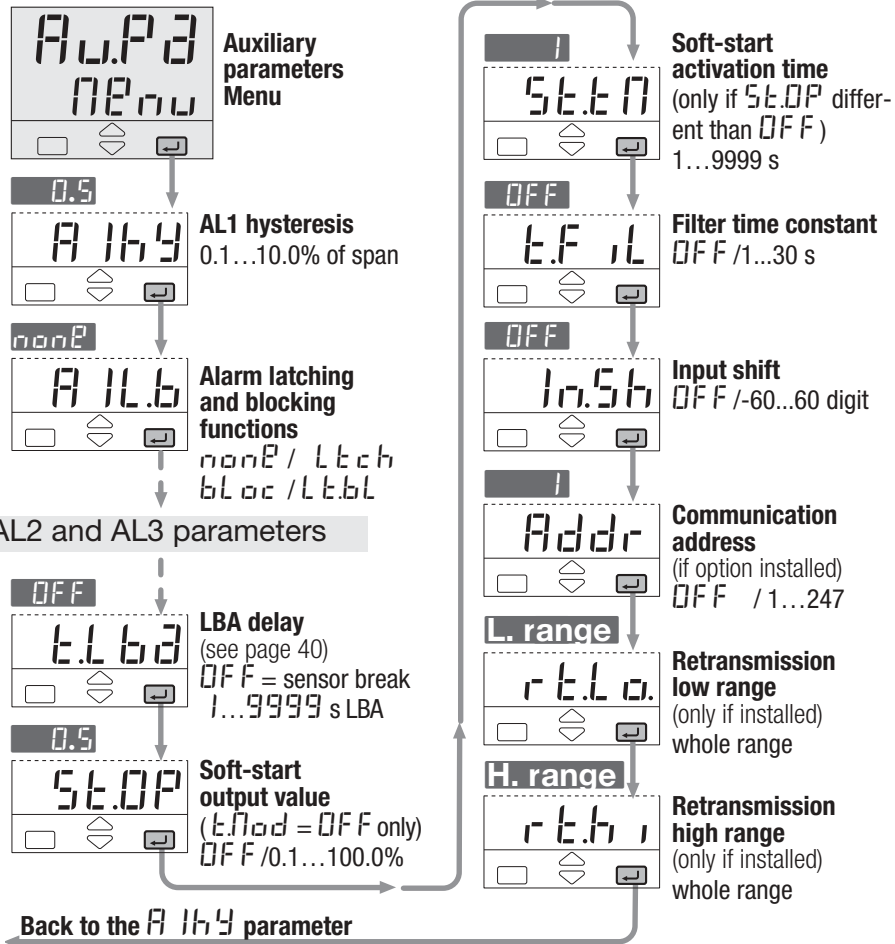 Au.Pa
Menu
Auxiliary
parameters
Menu
0.5
A1hy
AL1 hysteresis
0.1…10.0% of span
none
A1L.b
Alarm latching
and blocking
functions
none / Ltch
bLoc / Lt.bL
AL2 and AL3 parameters
OFF
t.Lba
LBA delay
(see page 40)
OFF = sensor break
1…9999 s LBA
0.5
St.OP
Soft-start
output value
(t.Mod = OFF only)
OFF /0.1…100.0%
Back to the A1hy parameter
1
St.tM
Soft-start
activation time
(only if St.OP differ-
ent than OFF)
1…9999 s
OFF
t.FiL
Filter time constant
OFF /1...30 s
OFF
In.Sh
Input shift
OFF /-60...60 digit
1
Addr
Communication
address
(if option installed)
OFF / 1…247
L. range
rt.Lo.
Retransmission
low range
(only if installed)
whole range
H. range
rt.hi
Retransmission
high range
(only if installed)
whole range